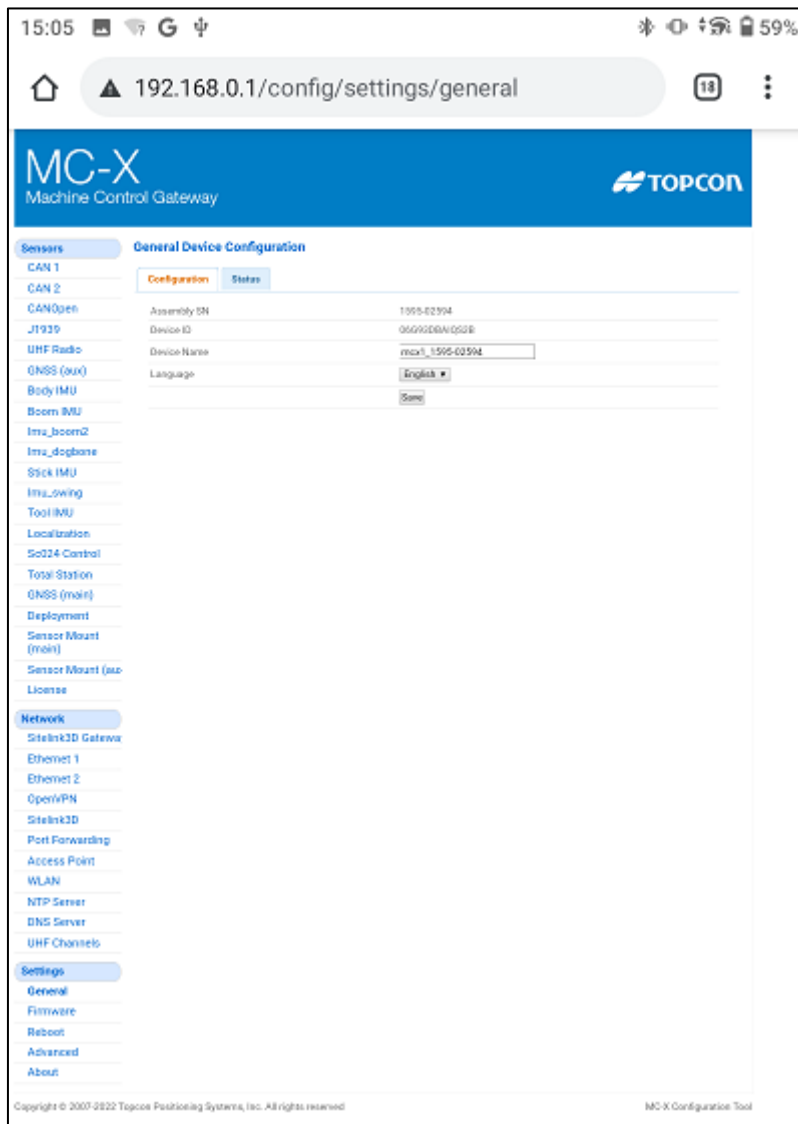 15:05 G 59%
192.168.0.1/config/settings/general 18
MC-X
Machine Control Gateway
TOPCON
Sensors
CAN 1
CAN 2
CANOpen
J1939
UHF Radio
GNSS (aux)
Body IMU
Boom IMU
Imu_boom2
Imu_dogbone
Stick IMU
Imu_swing
Tool IMU
Localization
Sc024 Control
Total Station
GNSS (main)
Deployment
Sensor Mount
(main)
Sensor Mount (aux
License
Network
Sitelink3D Gateway
Ethernet 1
Ethernet 2
OpenVPN
Sitelink3D
Port Forwarding
Access Point
WLAN
NTP Server
DNS Server
UHF Channels
Settings
General
Firmware
Reboot
Advanced
About
General Device Configuration
Configuration Status
Assembly SN 1595-02594
Device ID
Device Name mcx1_1595-02594
Language English
Save
Copyright © 2007-2022 Topcon Positioning Systems, Inc. All rights reserved
MC-X Configuration Tool